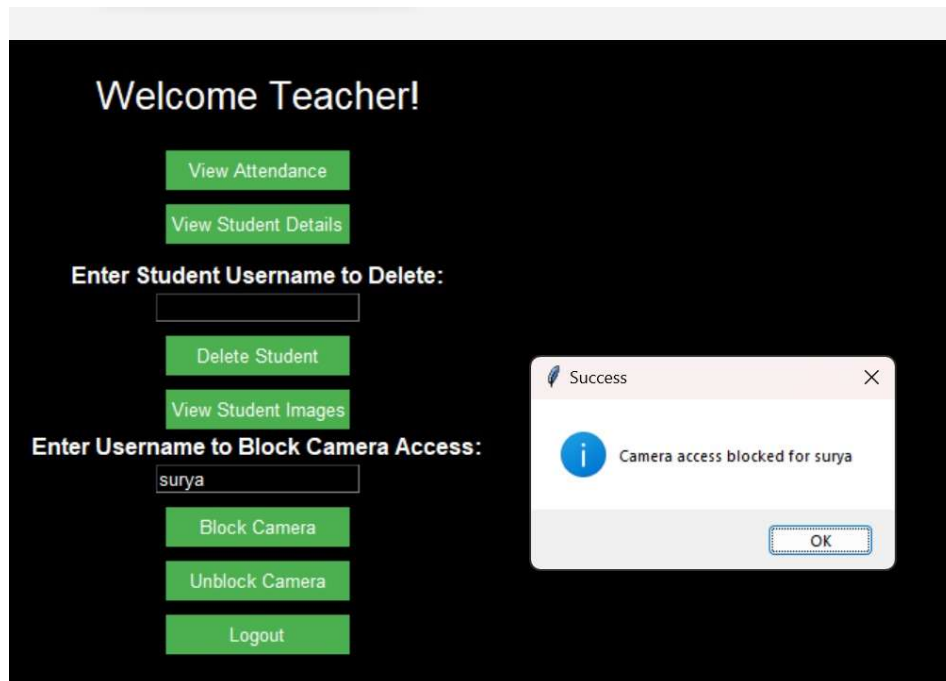 Welcome Teacher!
View Attendance
View Student Details
Enter Student Username to Delete:
Delete Student
View Student Images
Enter Username to Block Camera Access:
surya
Block Camera
Unblock Camera
Logout
Success
Camera access blocked for surya
OK